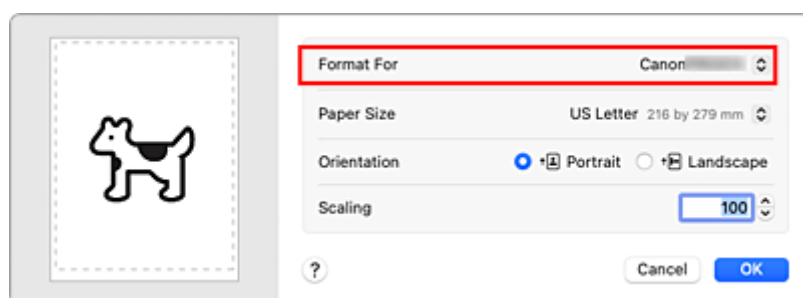 Format For Canon
Paper Size US Letter 216 by 279 mm
Orientation Portrait Landscape
Scaling 100
? Cancel OK